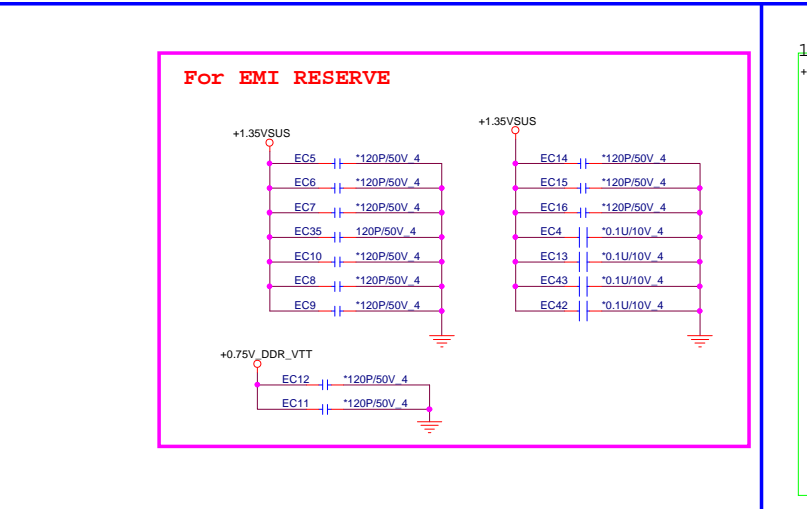 For EMI RESERVE
+1.35VSUS
EC5 *120P/50V_4
EC6 *120P/50V_4
EC7 *120P/50V_4
EC35 120P/50V_4
EC10 *120P/50V_4
EC8 *120P/50V_4
EC9 *120P/50V_4
+1.35VSUS
EC14 *120P/50V_4
EC15 *120P/50V_4
EC16 *120P/50V_4
EC4 *0.1U/10V_4
EC13 *0.1U/10V_4
EC43 *0.1U/10V_4
EC42 *0.1U/10V_4
+0.75V_DDR_VTT
EC12 *120P/50V_4
EC11 *120P/50V_4
1
+